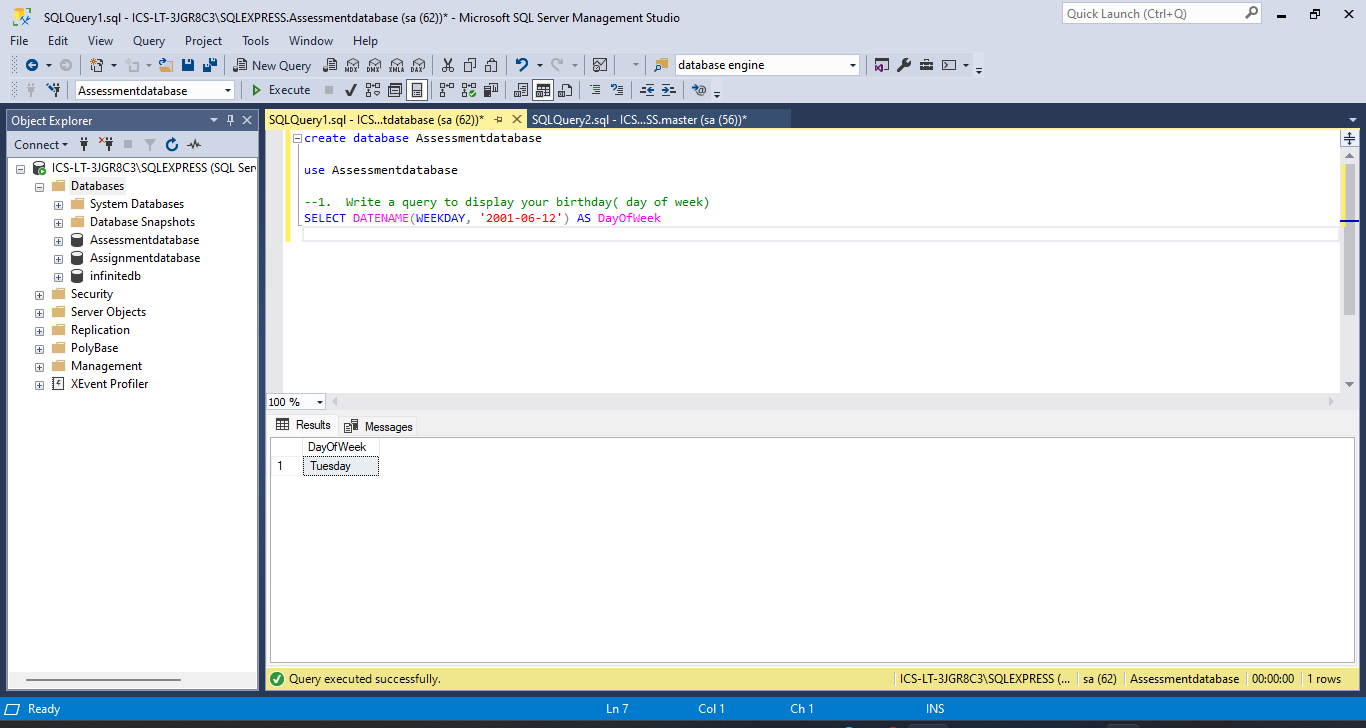 SQLQuery1.sql - ICS-LT-3JGR8C3\SQLEXPRESS.Assessmentdatabase (sa (62))* - Microsoft SQL Server Management Studio
Quick Launch (Ctrl+Q)
File Edit View Query Project Tools Window Help
New Query MDX DMX XMLA DAX database engine
Assessmentdatabase Execute
Object Explorer
SQLQuery1.sql - ICS...tdatabase (sa (62))* SQLQuery2.sql - ICS...SS.master (sa (56))*
Connect
ICS-LT-3JGR8C3\SQLEXPRESS (SQL Ser
Databases
System Databases
Database Snapshots
Assessmentdatabase
Assignmentdatabase
infinitedb
Security
Server Objects
Replication
PolyBase
Management
XEvent Profiler
create database Assessmentdatabase
use Assessmentdatabase
--1.  Write a query to display your birthday( day of week)
SELECT DATENAME(WEEKDAY, '2001-06-12') AS DayOfWeek
100 %
Results Messages
DayOfWeek
1 Tuesday
Query executed successfully. ICS-LT-3JGR8C3\SQLEXPRESS (... sa (62) Assessmentdatabase 00:00:00 1 rows
Ready Ln 7 Col 1 Ch 1 INS